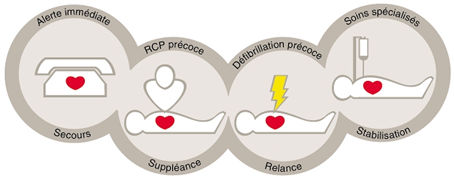 Alerte immédiate
Secours
RCP précoce
Suppléance
Défibrillation précoce
Relance
Soins spécialisés
Stabilisation